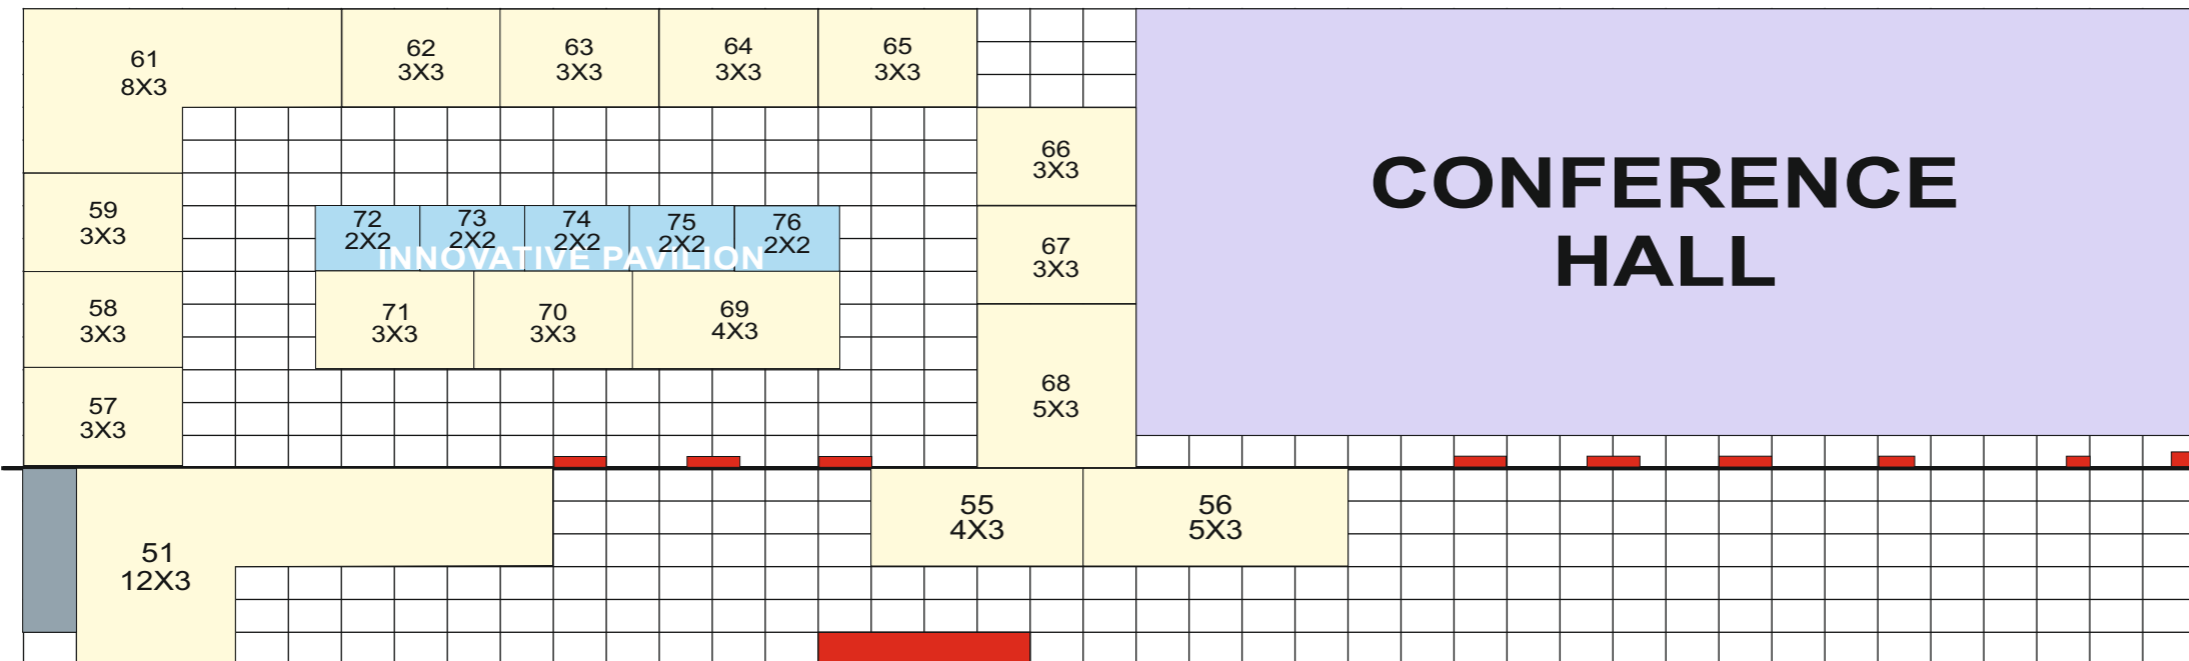 61
8X3
62
3X3
63
3X3
64
3X3
65
3X3
66
3X3
CONFERENCE
HALL
59
3X3
72
2X2
73
2X2
74
2X2
75
2X2
76
2X2
INNOVATIVE PAVILION
67
3X3
58
3X3
71
3X3
70
3X3
69
4X3
68
5X3
57
3X3
51
12X3
55
4X3
56
5X3